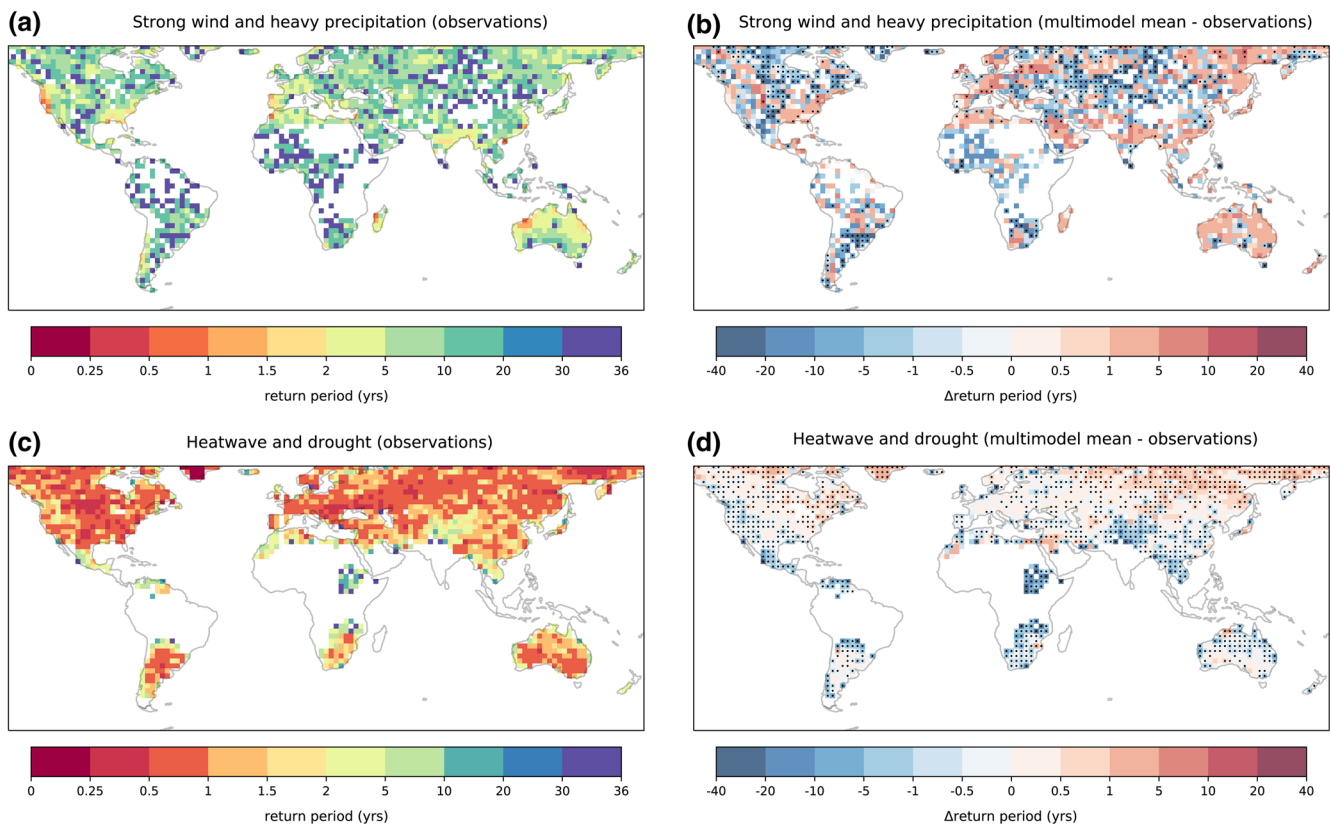 (a) Strong wind and heavy precipitation (observations)
(b) Strong wind and heavy precipitation (multimodel mean - observations)
0 0.25 0.5 1 1.5 2 5 10 20 30 36
return period (yrs)
-40 -20 -10 -5 -1 -0.5 0 0.5 1 5 10 20 40
Δreturn period (yrs)
(c) Heatwave and drought (observations)
(d) Heatwave and drought (multimodel mean - observations)
0 0.25 0.5 1 1.5 2 5 10 20 30 36
return period (yrs)
-40 -20 -10 -5 -1 -0.5 0 0.5 1 5 10 20 40
Δreturn period (yrs)